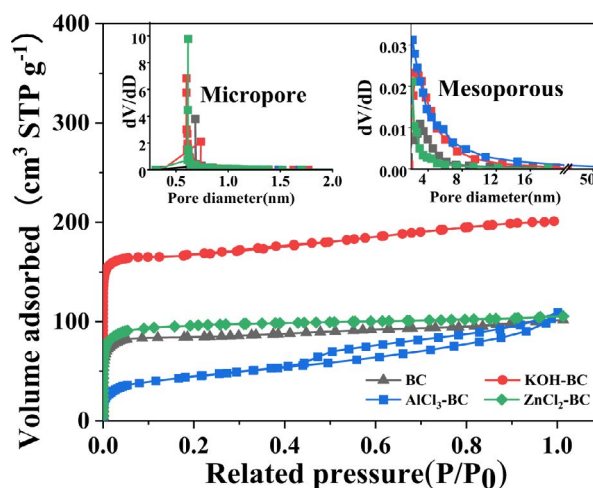 Volume adsorbed (cm³ STP g⁻¹)
400
300
200
100
0
dV/dD
10
8
6
4
2
0
Micropore
0.5 1.0 1.5 2.0
Pore diameter(nm)
dV/dD
0.03
0.02
0.01
0.00
Mesoporous
4 8 12 16 50
Pore diameter(nm)
BC KOH-BC
AlCl₃-BC ZnCl₂-BC
0.0 0.2 0.4 0.6 0.8 1.0
Related pressure(P/P₀)